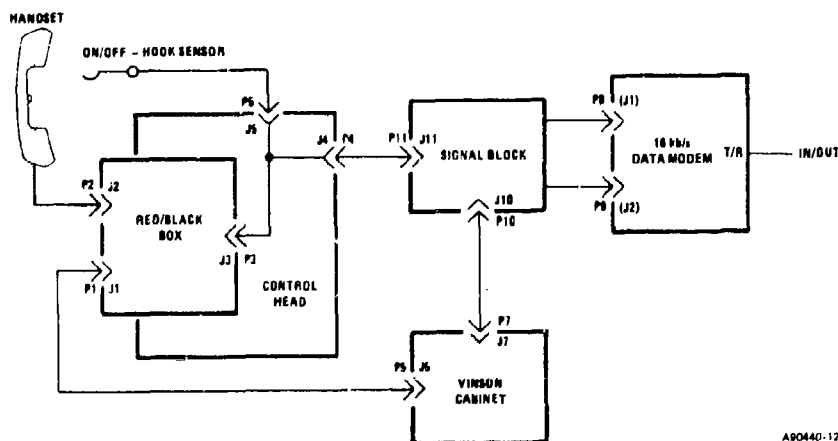 HANDSET
ON/OFF - HOOK SENSOR
P6
J5
J4 P4
P11 J11
SIGNAL BLOCK
P8 (J1)
16 kb/s
DATA MODEM
T/R
IN/OUT
P9 (J2)
J10
P10
P2 J2
RED/BLACK
BOX
J3 P3
P1 J1
CONTROL
HEAD
P7
J7
P5 J6
VINSON
CABINET
A90440-12